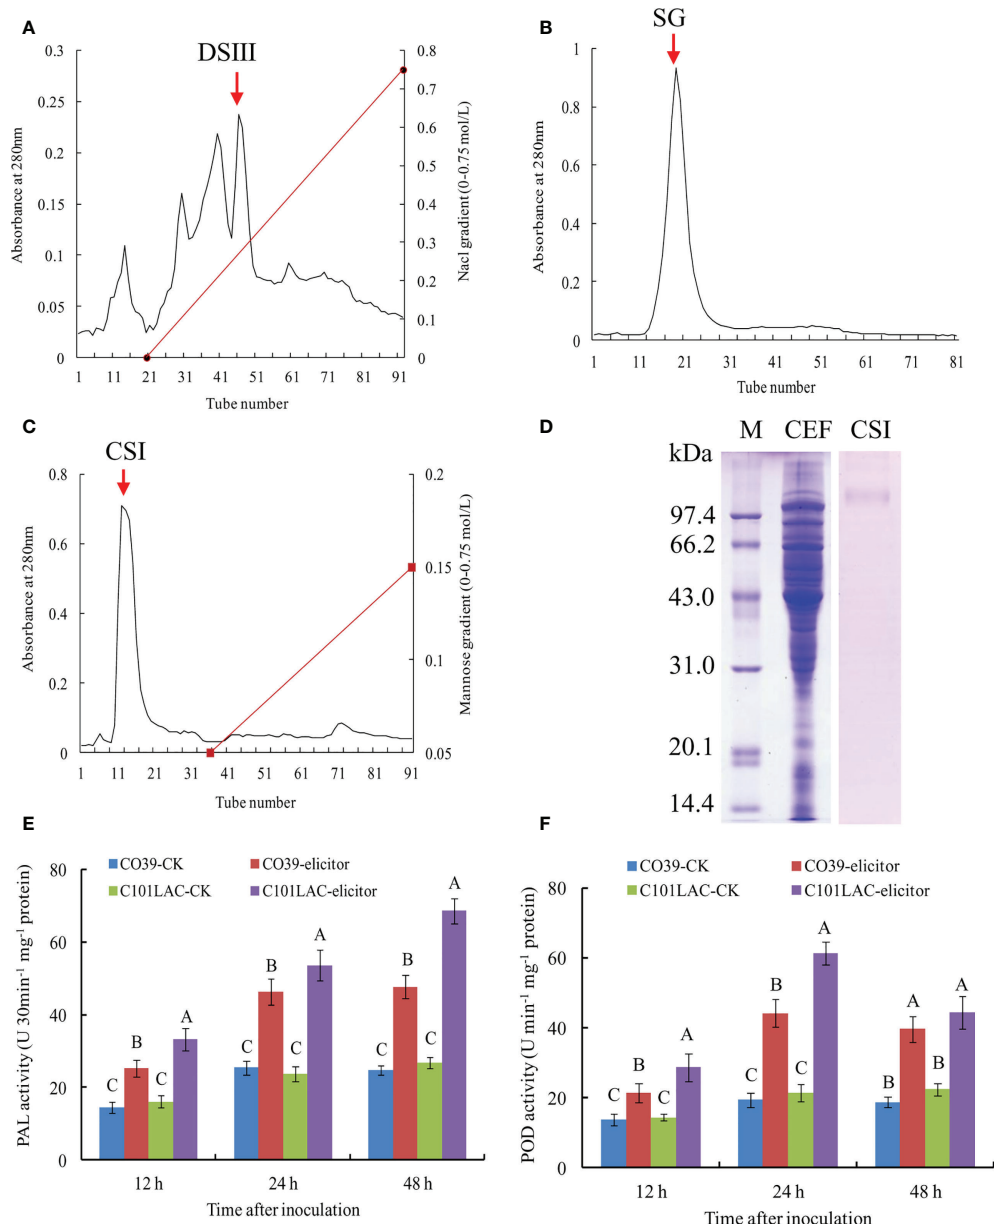 A
DSIII
0.3
0.25
0.2
0.15
0.1
0.05
0
Absorbance at 280nm
0.8
0.7
0.6
0.5
0.4
0.3
0.2
0.1
0
Nacl gradient (0-0.75 mol/L)
1 11 21 31 41 51 61 71 81 91
Tube number
B
SG
1
0.8
0.6
0.4
0.2
0
Absorbance at 280nm
1 11 21 31 41 51 61 71 81
Tube number
C
CSI
0.8
0.6
0.4
0.2
0
Absorbance at 280nm
0.2
0.15
0.1
0.05
Mannose gradient (0-0.75 mol/L)
1 11 21 31 41 51 61 71 81 91
Tube number
D
M CEF CSI
kDa
97.4
66.2
43.0
31.0
20.1
14.4
E
CO39-CK CO39-elicitor
C101LAC-CK C101LAC-elicitor
80
60
40
20
0
PAL activity (U 30min⁻¹ mg⁻¹ protein)
C B C A
C B C A
C B C A
12 h 24 h 48 h
Time after inoculation
F
CO39-CK CO39-elicitor
C101LAC-CK C101LAC-elicitor
80
60
40
20
0
POD activity (U min⁻¹ mg⁻¹ protein)
C B C A
C B C A
B A B A
12 h 24 h 48 h
Time after inoculation